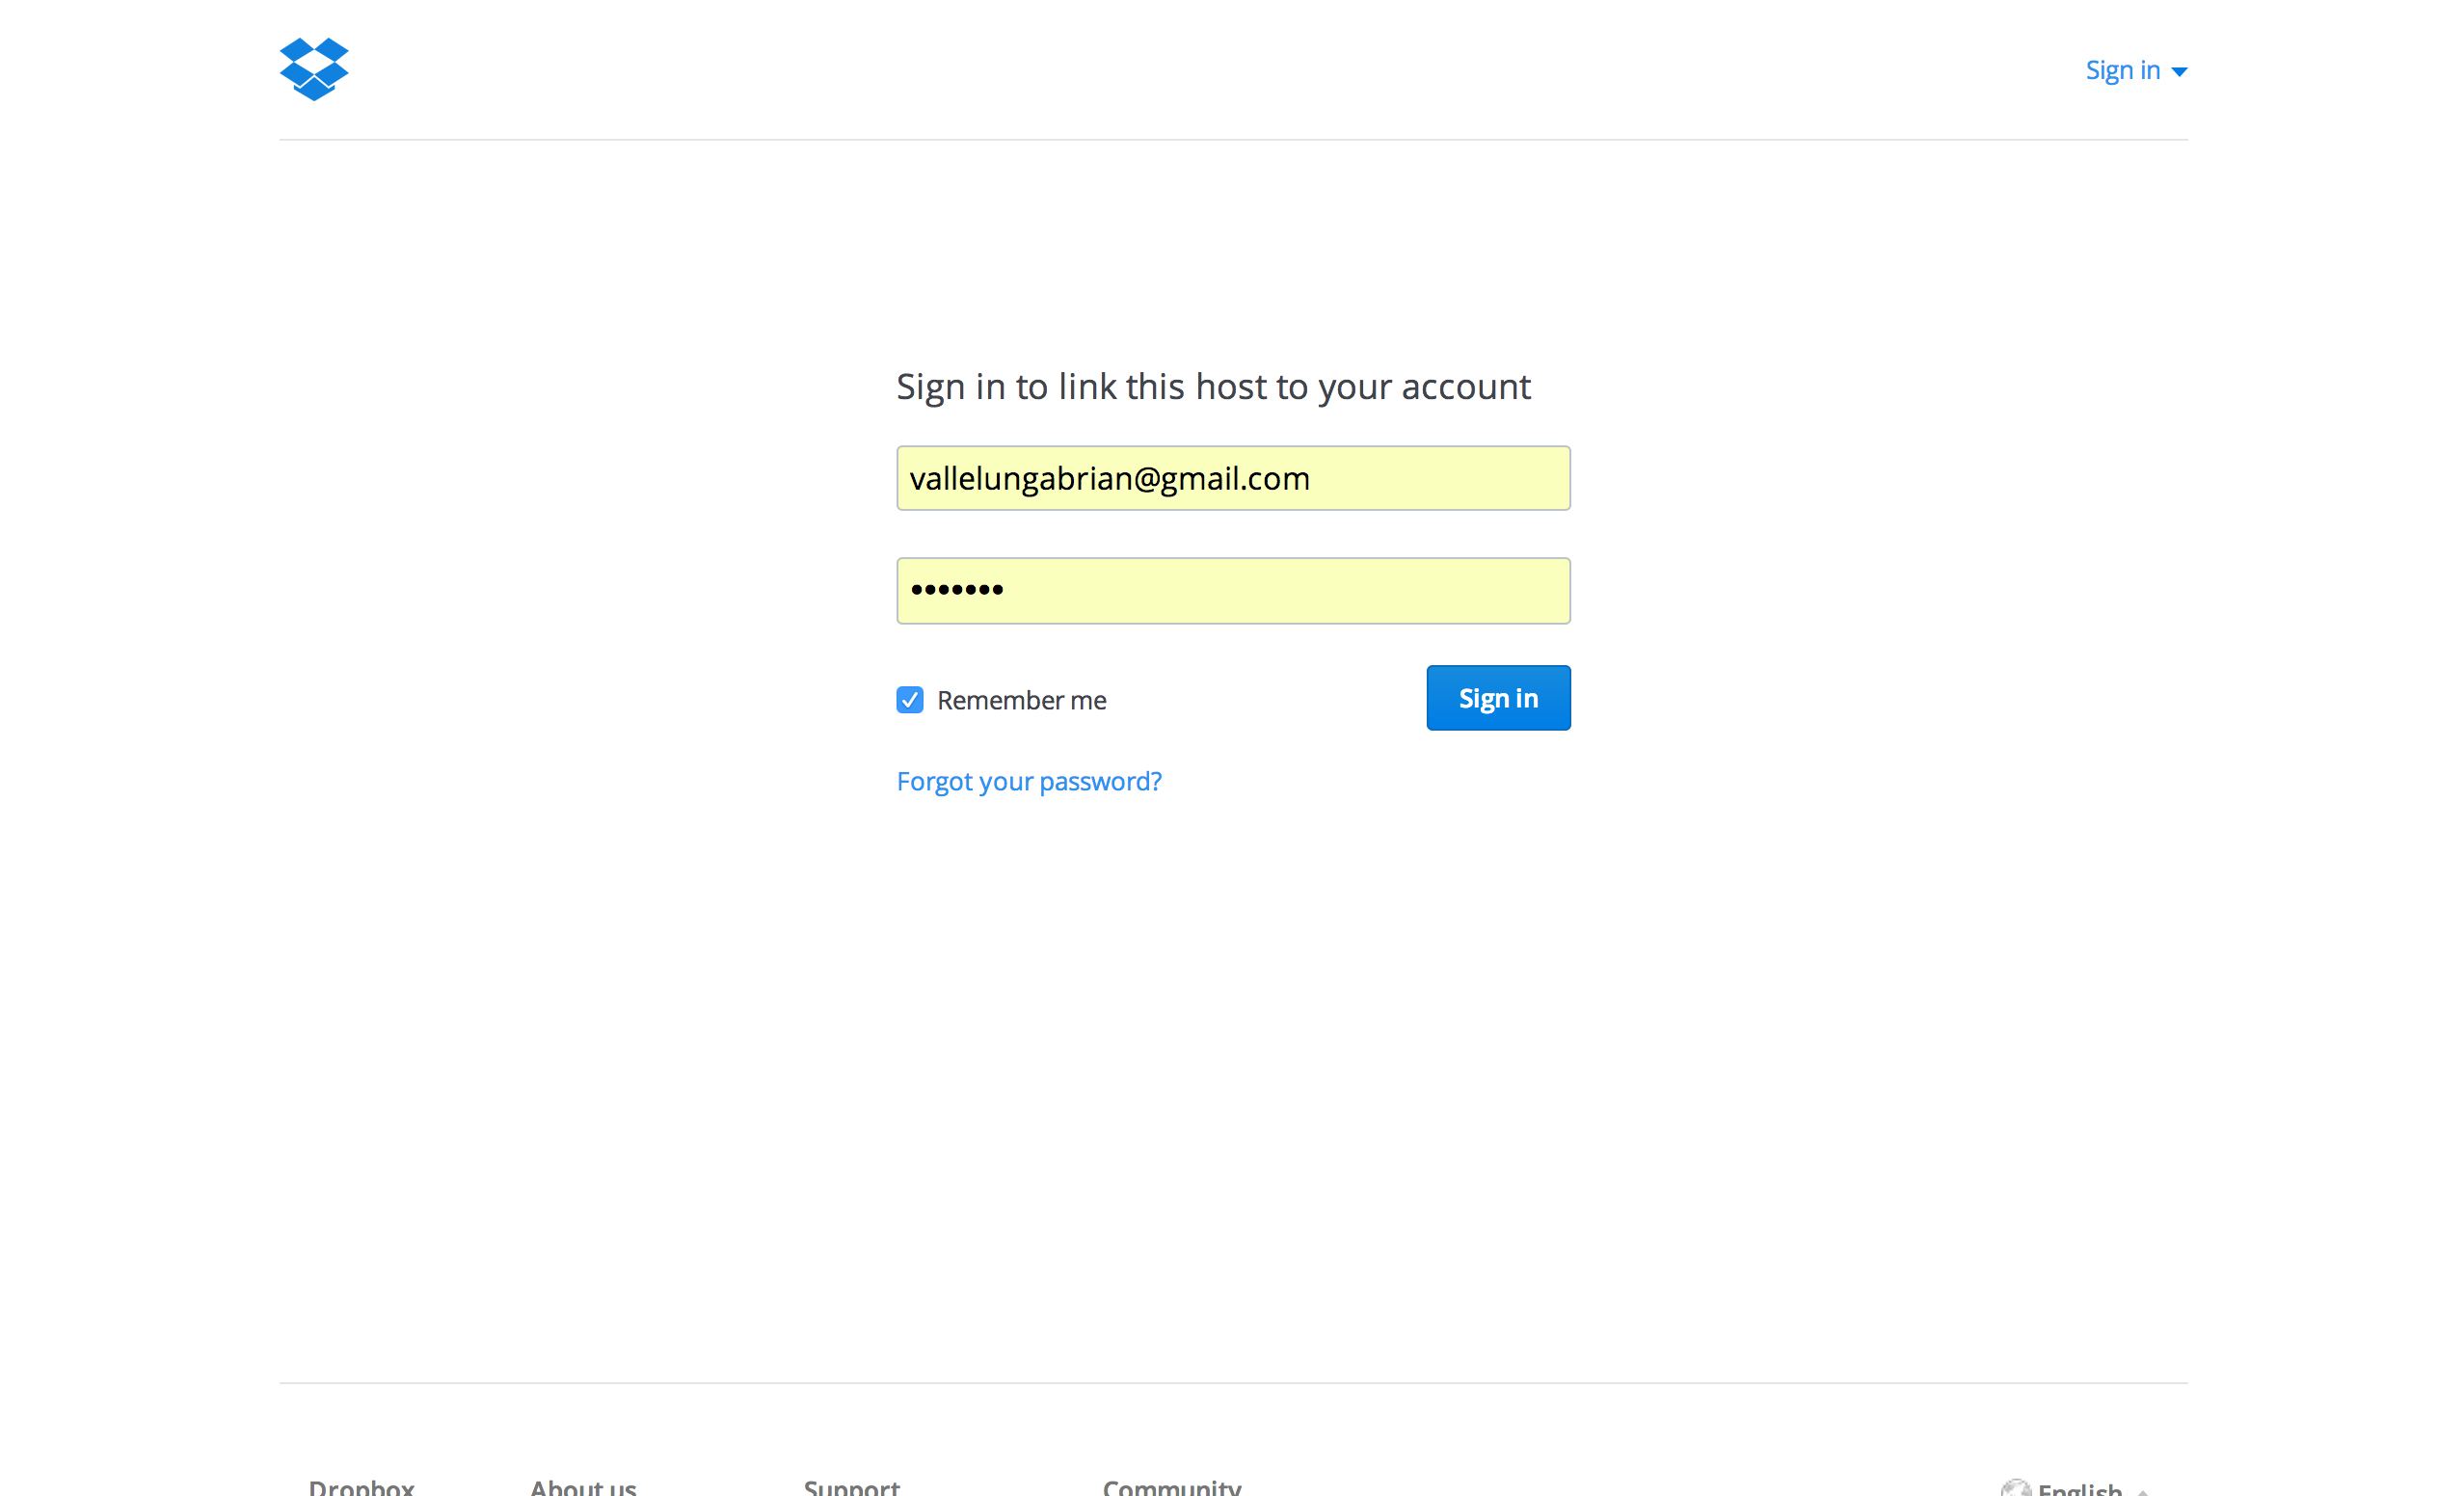 Sign in
Sign in to link this host to your account
vallelungabrian@gmail.com
•••••••
Remember me
Sign in
Forgot your password?
Dropbox About us Support Community English